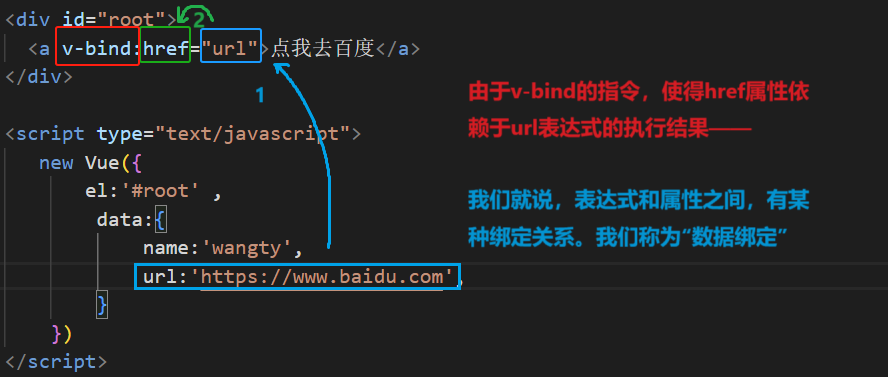 <div id="root"> 2
<a v-bind:href="url">点我去百度</a>
</div>
1
由于v-bind的指令，使得href属性依
赖于url表达式的执行结果——
<script type="text/javascript">
new Vue({
我们就说，表达式和属性之间，有某
el:'#root' ,
种绑定关系。我们称为“数据绑定”
data:{
name:'wangty',
url:'https://www.baidu.com',
}
})
</script>